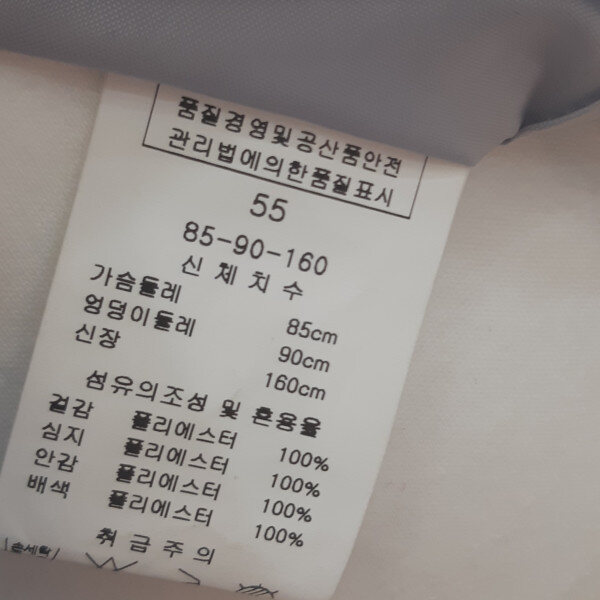 품질경영및공산품안전
관리법에의한품질표시
55
85-90-160
신체치수
가슴둘레 85cm
엉덩이둘레 90cm
신장 160cm
섬유의조성 및 혼용율
겉감 폴리에스터 100%
심지 폴리에스터 100%
안감 폴리에스터 100%
배색 폴리에스터 100%
취급주의
손세탁